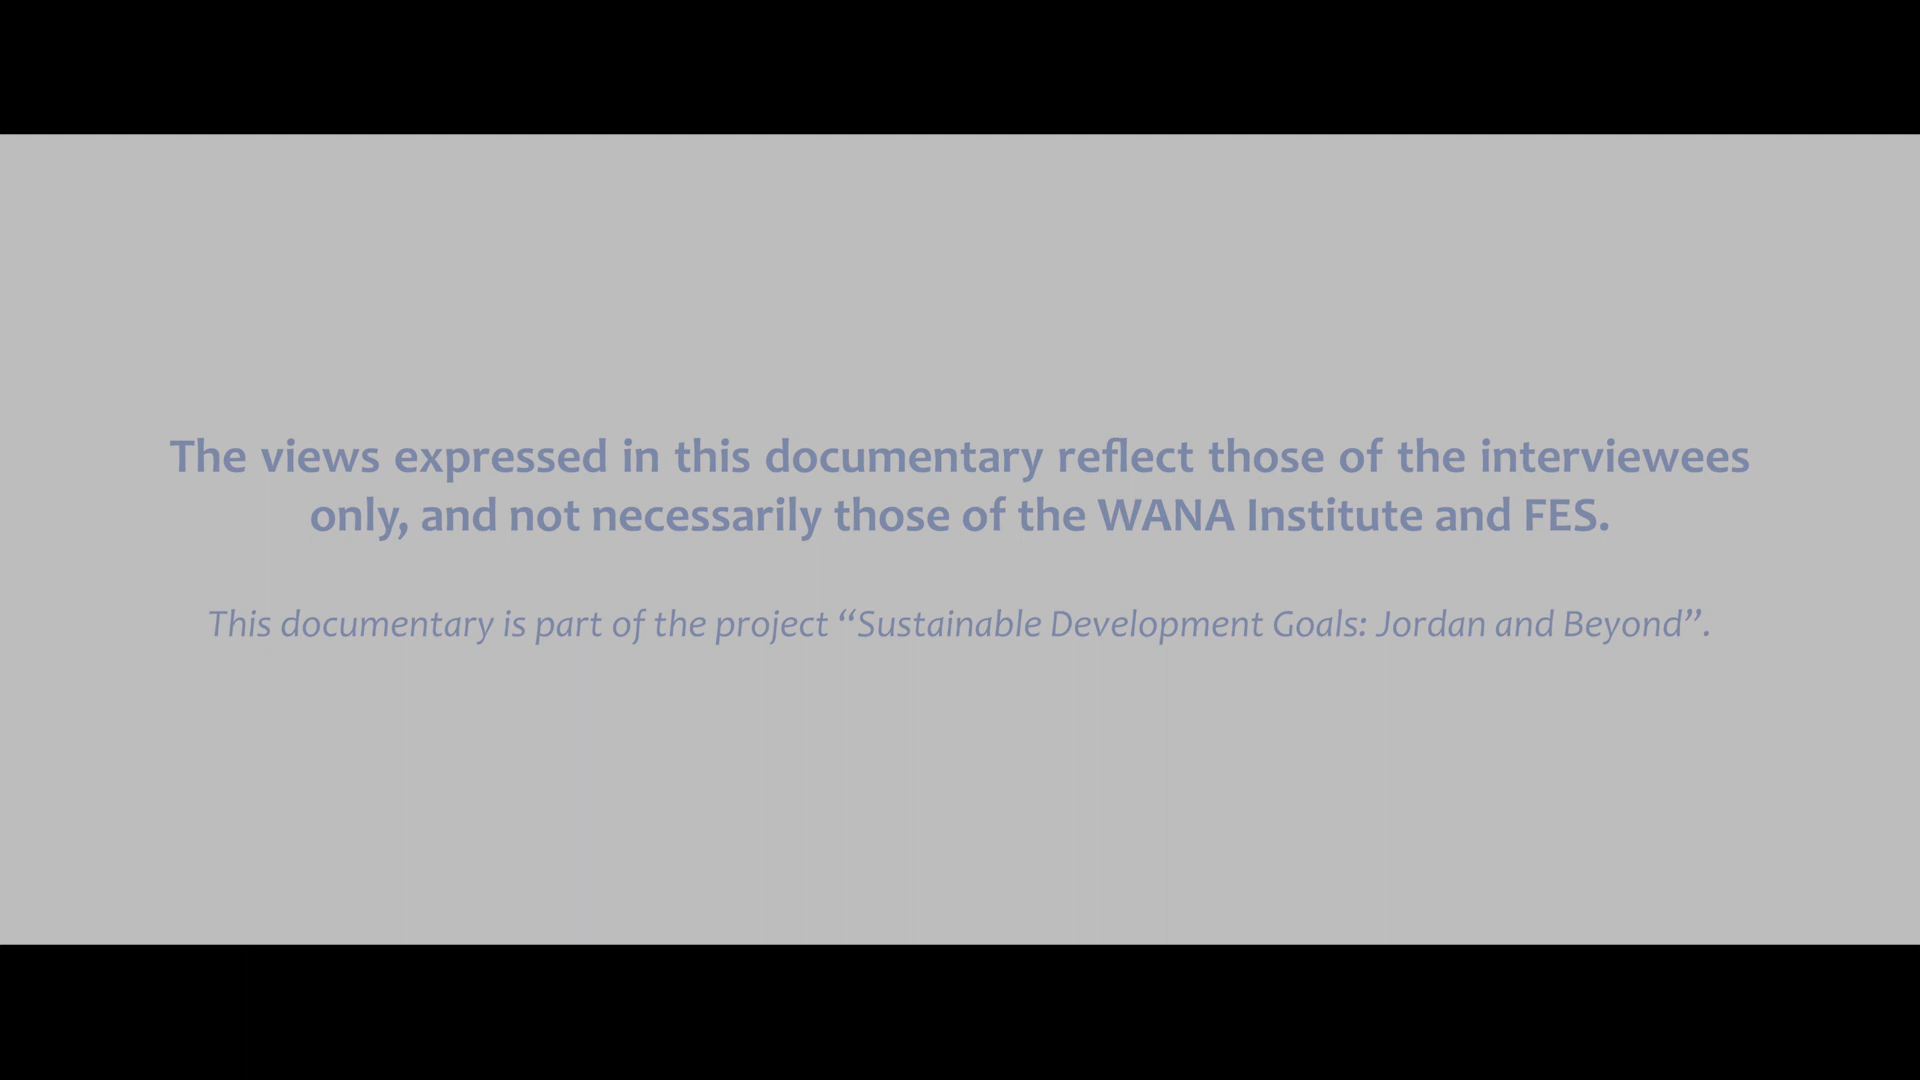 The views expressed in this documentary reflect those of the interviewees
only, and not necessarily those of the WANA Institute and FES.
This documentary is part of the project “Sustainable Development Goals: Jordan and Beyond”.